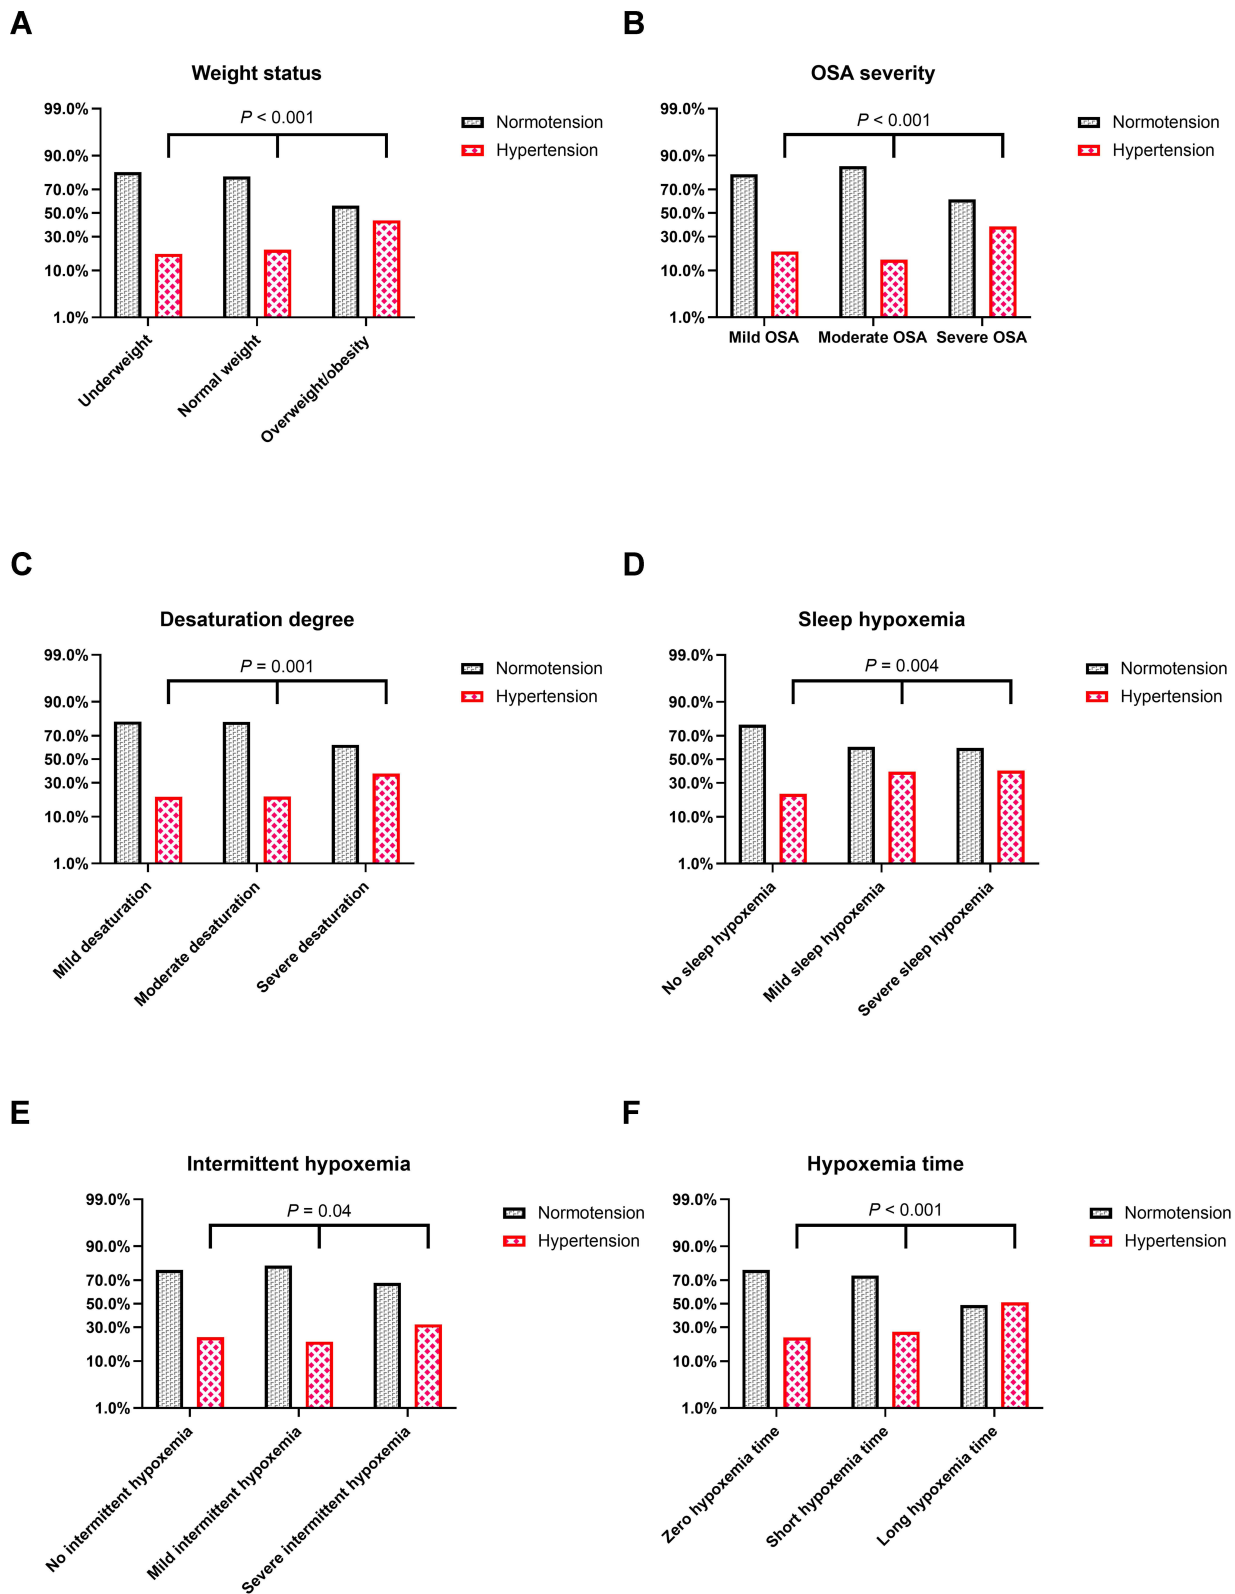 A
Weight status
99.0%
90.0%
70.0%
50.0%
30.0%
10.0%
1.0%
P < 0.001
Normotension
Hypertension
Underweight
Normal weight
Overweight/obesity
B
OSA severity
99.0%
90.0%
70.0%
50.0%
30.0%
10.0%
1.0%
P < 0.001
Normotension
Hypertension
Mild OSA
Moderate OSA
Severe OSA
C
Desaturation degree
99.0%
90.0%
70.0%
50.0%
30.0%
10.0%
1.0%
P = 0.001
Normotension
Hypertension
Mild desaturation
Moderate desaturation
Severe desaturation
D
Sleep hypoxemia
99.0%
90.0%
70.0%
50.0%
30.0%
10.0%
1.0%
P = 0.004
Normotension
Hypertension
No sleep hypoxemia
Mild sleep hypoxemia
Severe sleep hypoxemia
E
Intermittent hypoxemia
99.0%
90.0%
70.0%
50.0%
30.0%
10.0%
1.0%
P = 0.04
Normotension
Hypertension
No intermittent hypoxemia
Mild intermittent hypoxemia
Severe intermittent hypoxemia
F
Hypoxemia time
99.0%
90.0%
70.0%
50.0%
30.0%
10.0%
1.0%
P < 0.001
Normotension
Hypertension
Zero hypoxemia time
Short hypoxemia time
Long hypoxemia time